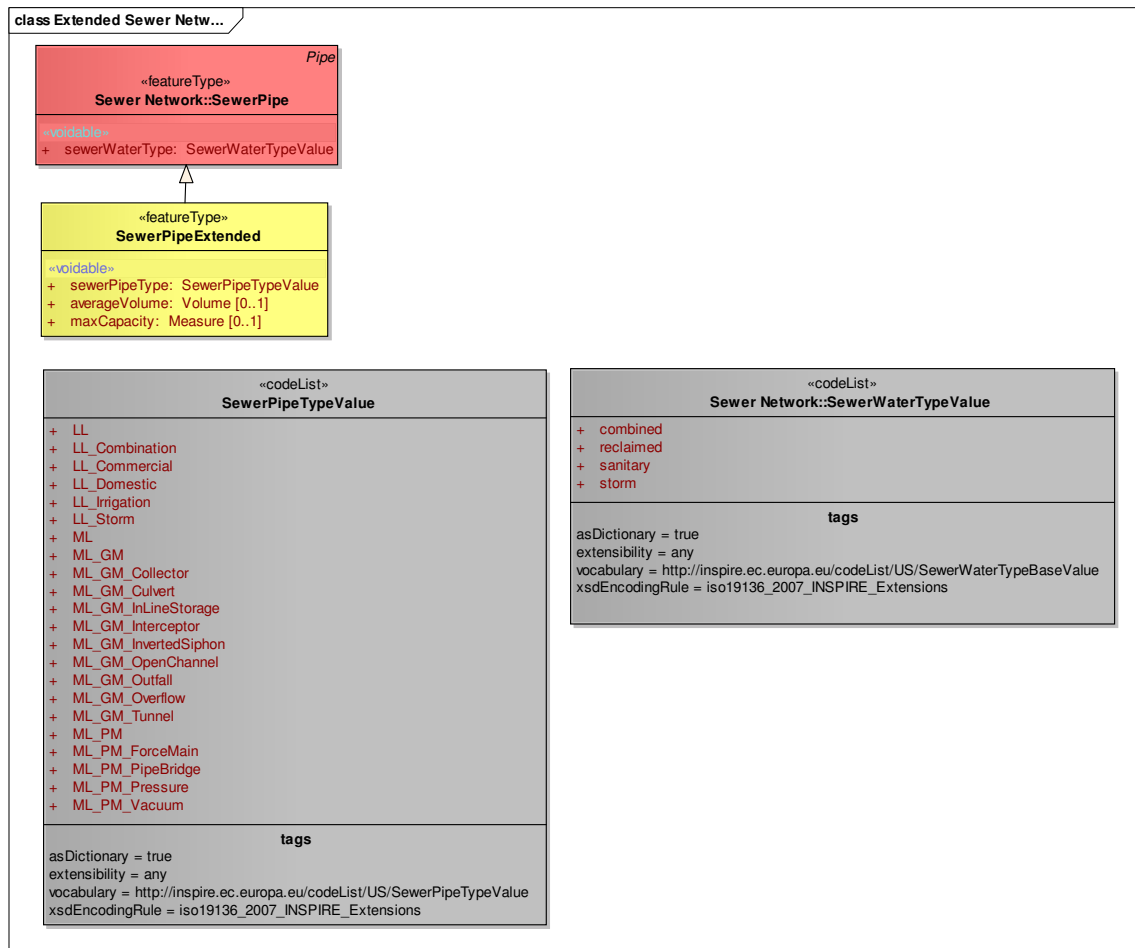 class Extended Sewer Netw...
Pipe
«featureType»
Sewer Network::SewerPipe
«voidable»
+ sewerWaterType: SewerWaterTypeValue
«featureType»
SewerPipeExtended
«voidable»
+ sewerPipeType: SewerPipeTypeValue
+ averageVolume: Volume [0..1]
+ maxCapacity: Measure [0..1]
«codeList»
SewerPipeTypeValue
+ LL
+ LL_Combination
+ LL_Commercial
+ LL_Domestic
+ LL_Irrigation
+ LL_Storm
+ ML
+ ML_GM
+ ML_GM_Collector
+ ML_GM_Culvert
+ ML_GM_InLineStorage
+ ML_GM_Interceptor
+ ML_GM_InvertedSiphon
+ ML_GM_OpenChannel
+ ML_GM_Outfall
+ ML_GM_Overflow
+ ML_GM_Tunnel
+ ML_PM
+ ML_PM_ForceMain
+ ML_PM_PipeBridge
+ ML_PM_Pressure
+ ML_PM_Vacuum
tags
asDictionary = true
extensibility = any
vocabulary = http://inspire.ec.europa.eu/codeList/US/SewerPipeTypeValue
xsdEncodingRule = iso19136_2007_INSPIRE_Extensions
«codeList»
Sewer Network::SewerWaterTypeValue
+ combined
+ reclaimed
+ sanitary
+ storm
tags
asDictionary = true
extensibility = any
vocabulary = http://inspire.ec.europa.eu/codeList/US/SewerWaterTypeBaseValue
xsdEncodingRule = iso19136_2007_INSPIRE_Extensions